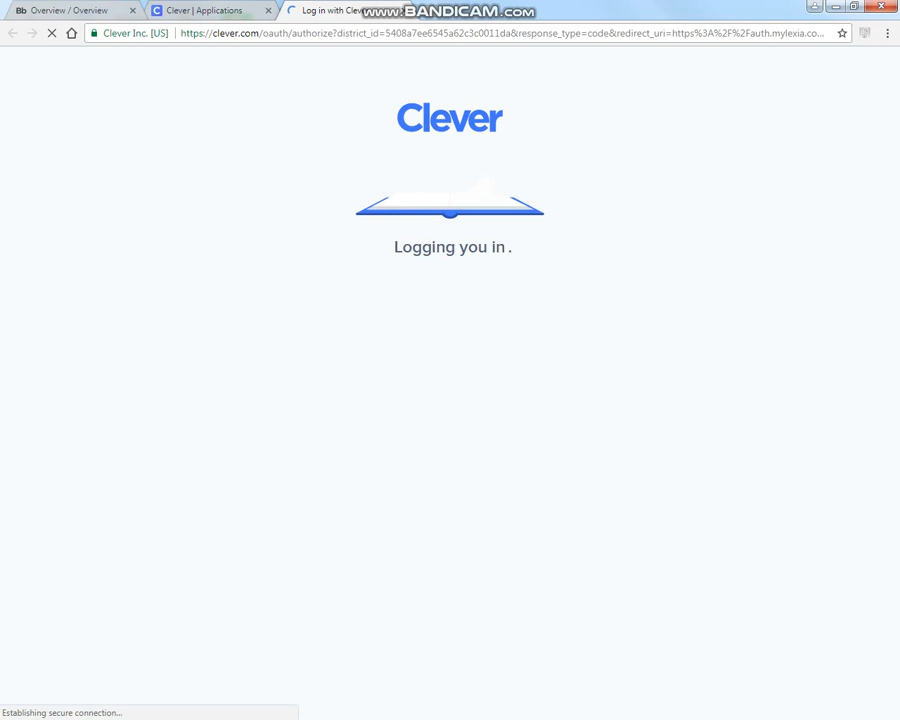 Bb Overview / Overview
C Clever | Applications
Log in with Cleve
www.BANDICAM.com
Clever Inc. [US]
https://clever.com/oauth/authorize?district_id=5408a7ee6545a62c3c0011da&response_type=code&redirect_uri=https%3A%2F%2Fauth.mylexia.co...
Clever
Logging you in .
Establishing secure connection...